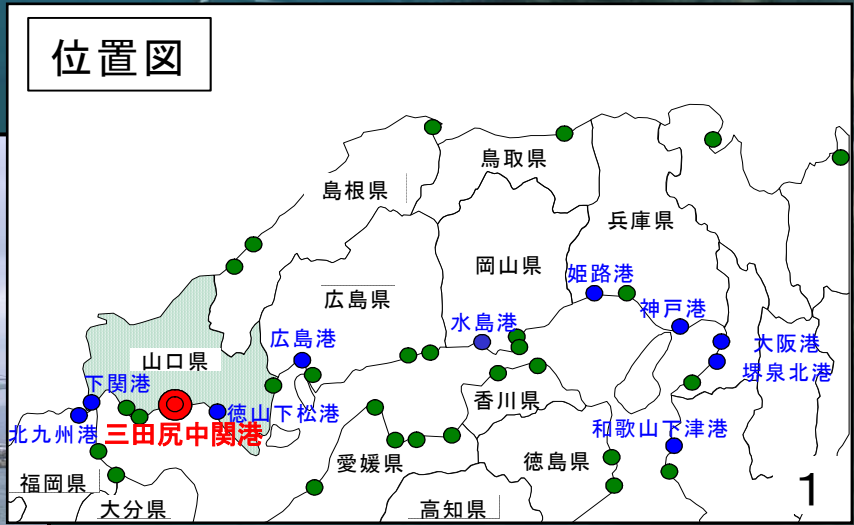 位置図
鳥取県
島根県
兵庫県
岡山県
姫路港
広島県
神戸港
水島港
広島港
大阪港
山口県
堺泉北港
下関港
香川県
徳山下松港
北九州港
三田尻中関港
和歌山下津港
愛媛県
徳島県
福岡県
大分県
高知県
1